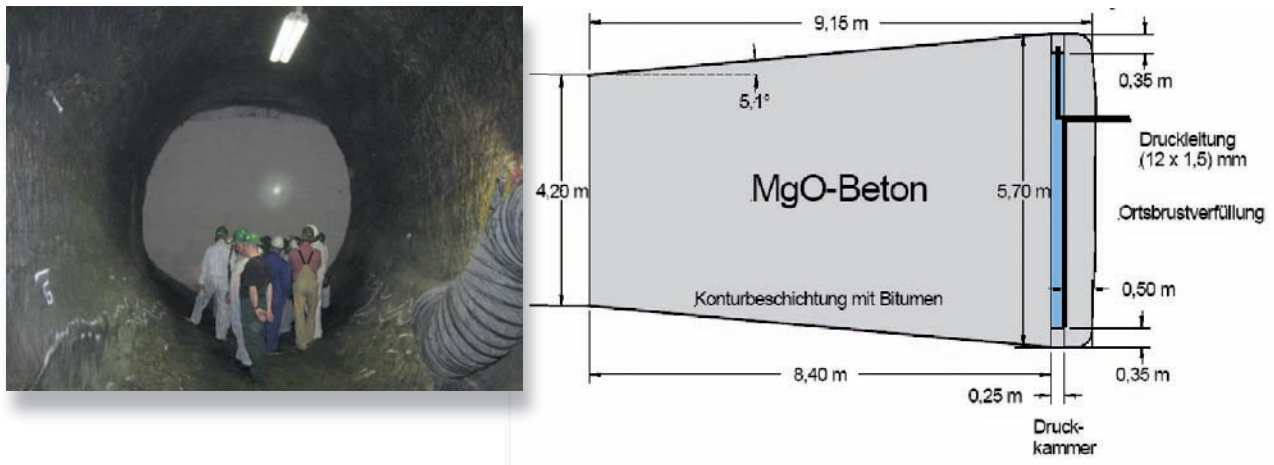 9,15 m
0,35 m
5,1°
Druckleitung
(12 x 1,5) mm
4,20 m
MgO-Beton
5,70 m
Ortsbrustverfüllung
Konturbeschichtung mit Bitumen
0,50 m
8,40 m
0,35 m
0,25 m
Druck-
kammer